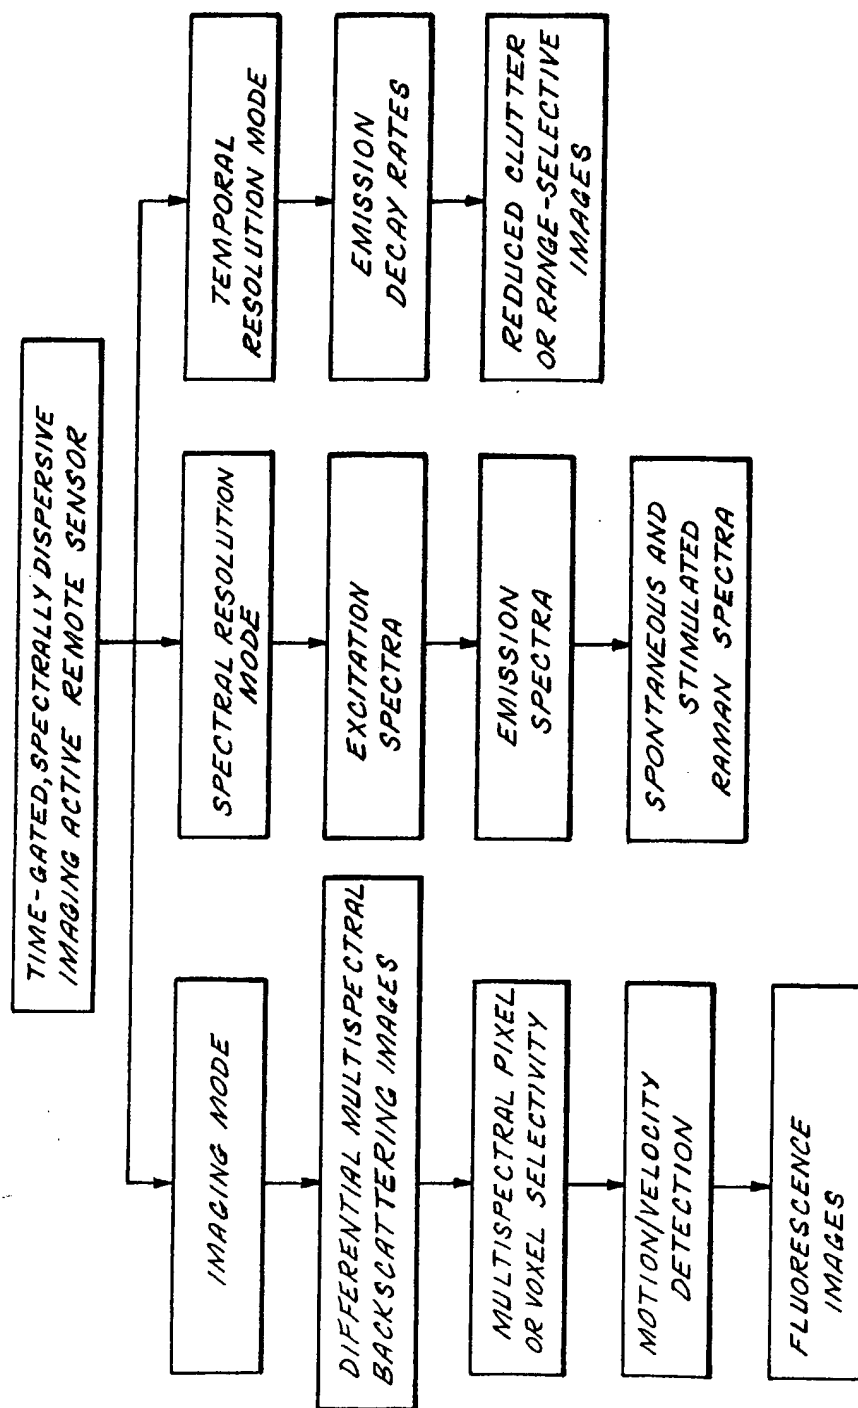 TIME-GATED, SPECTRALLY DISPERSIVE
IMAGING ACTIVE REMOTE SENSOR
IMAGING MODE
DIFFERENTIAL MULTISPECTRAL
BACKSCATTERING IMAGES
MULTISPECTRAL PIXEL
OR VOXEL SELECTIVITY
MOTION/VELOCITY
DETECTION
FLUORESCENCE
IMAGES
SPECTRAL RESOLUTION
MODE
EXCITATION
SPECTRA
EMISSION
SPECTRA
SPONTANEOUS AND
STIMULATED
RAMAN SPECTRA
TEMPORAL
RESOLUTION MODE
EMISSION
DECAY RATES
REDUCED CLUTTER
OR RANGE-SELECTIVE
IMAGES